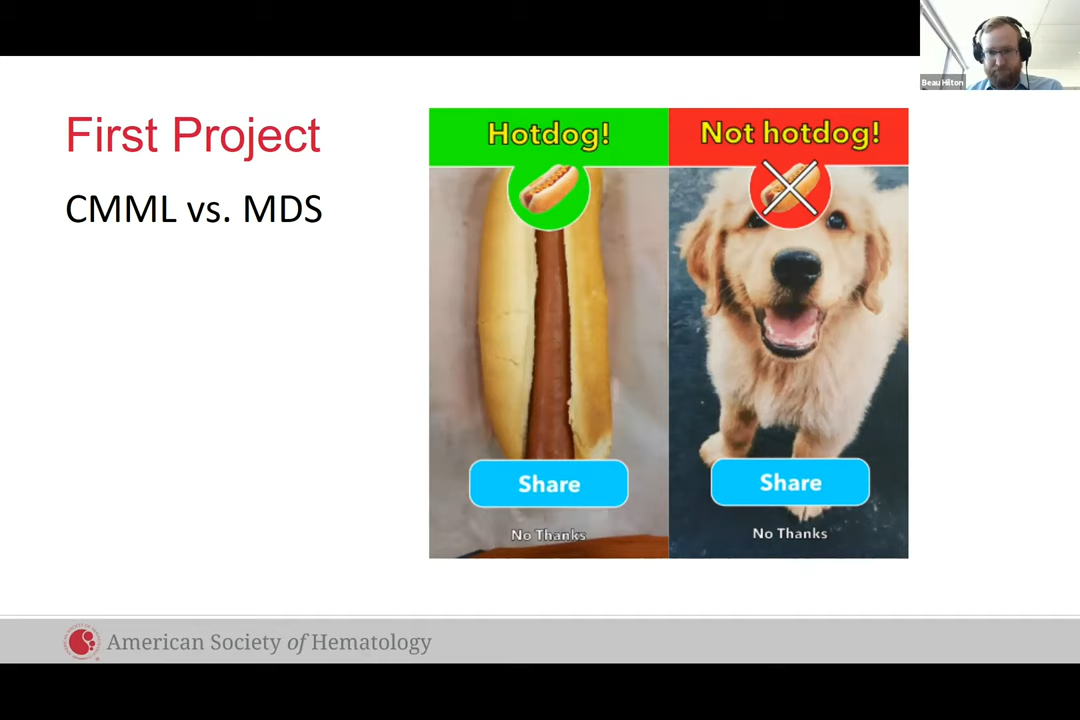 Beau Hilton
First Project
CMML vs. MDS
Hotdog!
Share
No Thanks
Not hotdog!
Share
No Thanks
American Society of Hematology